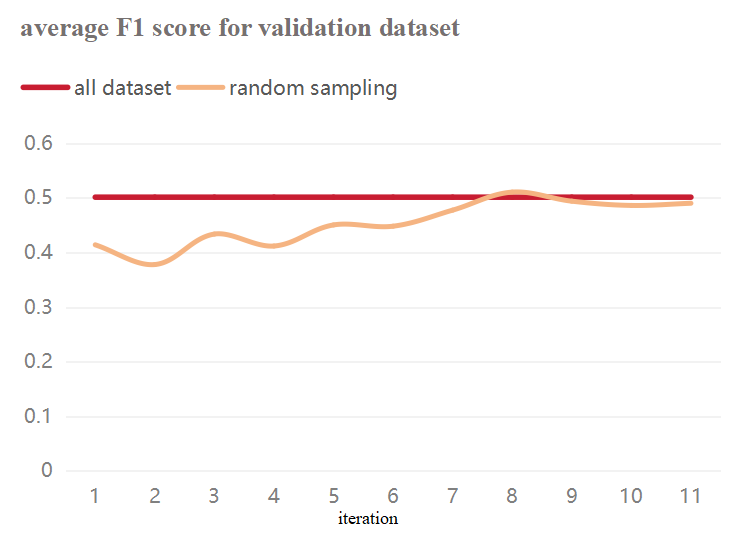 average F1 score for validation dataset
all dataset random sampling
0.6
0.5
0.4
0.3
0.2
0.1
0
1 2 3 4 5 6 7 8 9 10 11
iteration